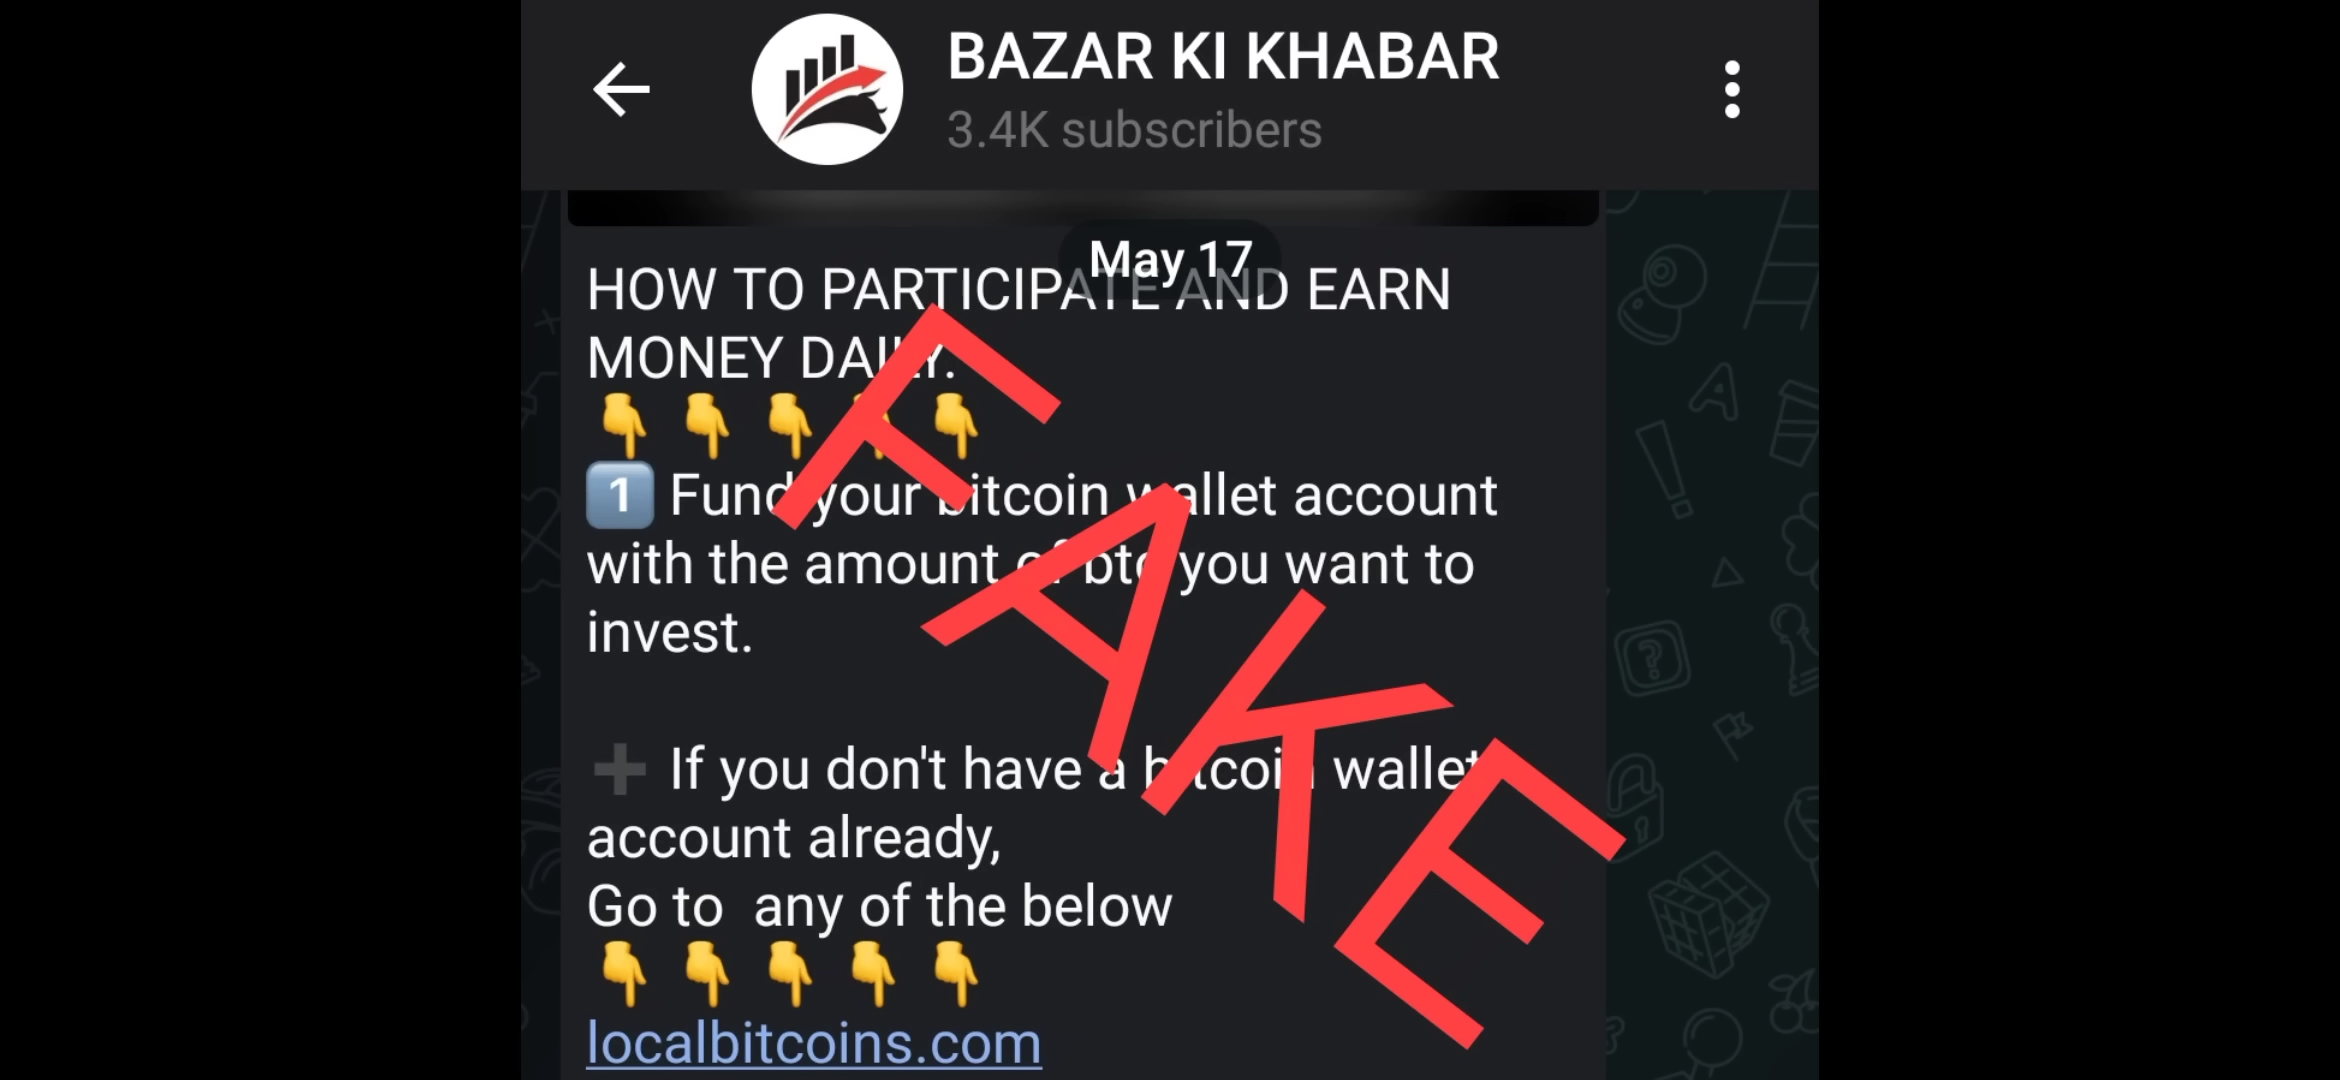 BAZAR KI KHABAR
3.4K subscribers
May 17
HOW TO PARTICIPATE AND EARN
MONEY DAILY.
👇👇👇👇👇
1️⃣ Fund your bitcoin wallet account
with the amount of btc you want to
invest.
➕ If you don't have a bitcoin wallet
account already,
Go to any of the below
👇👇👇👇👇
localbitcoins.com
FAKE